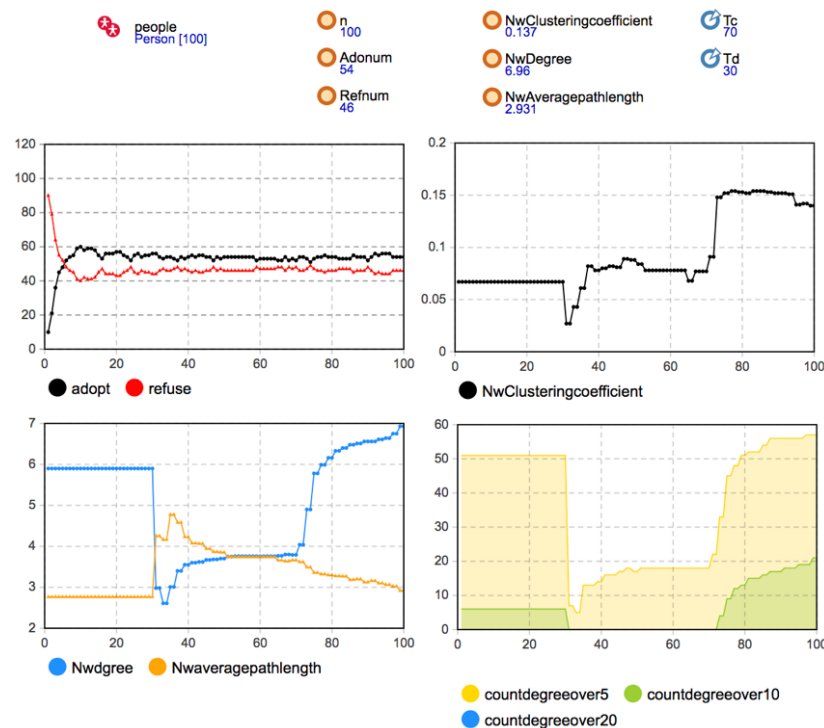 people
Person [100]
n
100
Adonum
54
Refnum
46
NwClusteringcoefficient
0.137
NwDegree
6.96
NwAveragepathlength
2.931
Tc
70
Td
30
120
100
80
60
40
20
0
0 20 40 60 80 100
adopt refuse
0.2
0.15
0.1
0.05
0
0 20 40 60 80 100
NwClusteringcoefficient
7
6
5
4
3
2
0 20 40 60 80 100
Nwdgree Nwaveragepathlength
60
50
40
30
20
10
0
0 20 40 60 80 100
countdegreeover5 countdegreeover10
countdegreeover20